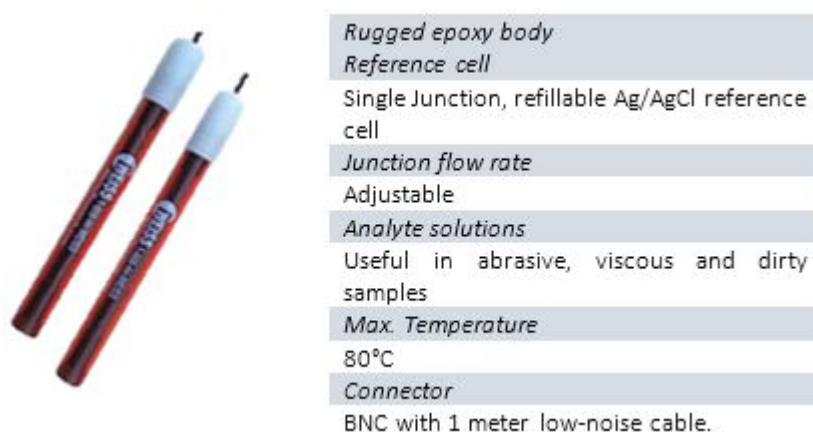 Rugged epoxy body
Reference cell
Single Junction, refillable Ag/AgCl reference
cell
Junction flow rate
Adjustable
Analyte solutions
Useful in abrasive, viscous and dirty
samples
Max. Temperature
80°C
Connector
BNC with 1 meter low-noise cable.